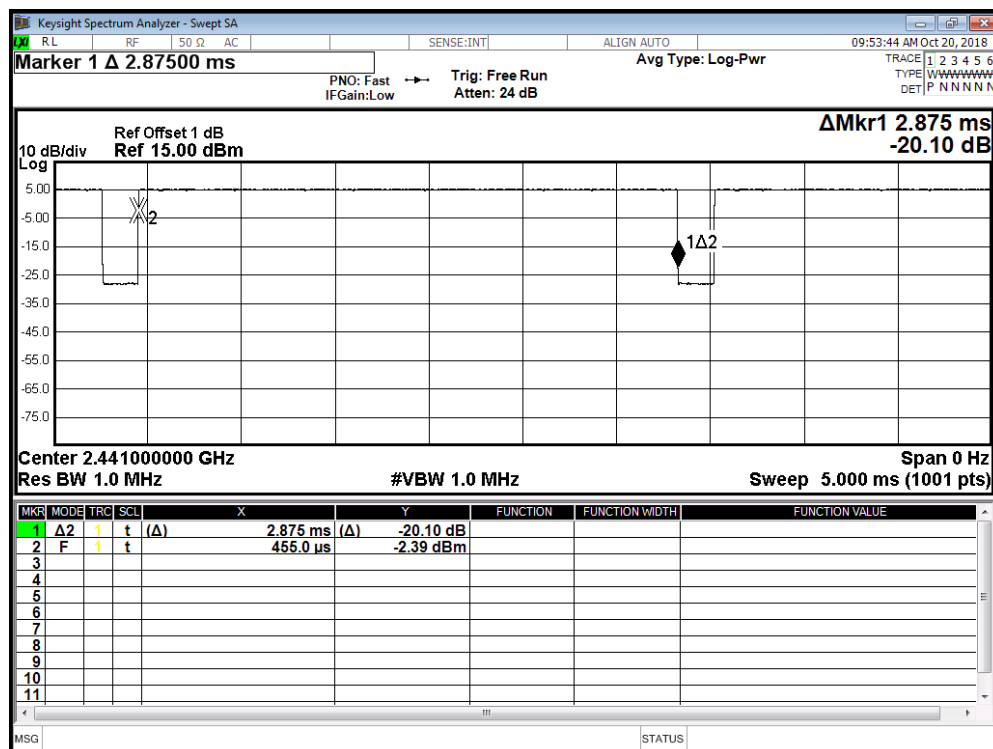 Keysight Spectrum Analyzer - Swept SA
LXI RL RF 50 Ω AC SENSE:INT ALIGN AUTO 09:53:44 AM Oct 20, 2018
Marker 1 Δ 2.87500 ms
PNO: Fast
IFGain:Low
Trig: Free Run
Atten: 24 dB
Avg Type: Log-Pwr
TRACE 1 2 3 4 5 6
TYPE WWWWWW
DET P N N N N N
ΔMkr1 2.875 ms
-20.10 dB
Ref Offset 1 dB
10 dB/div Ref 15.00 dBm
Log
5.00
-5.00
-15.0
-25.0
-35.0
-45.0
-55.0
-65.0
-75.0
2
1Δ2
Center 2.441000000 GHz Span 0 Hz
Res BW 1.0 MHz #VBW 1.0 MHz Sweep 5.000 ms (1001 pts)
MKR MODE TRC SCL X Y FUNCTION FUNCTION WIDTH FUNCTION VALUE
1 Δ2 1 t (Δ) 2.875 ms (Δ) -20.10 dB
2 F 1 t 455.0 µs -2.39 dBm
3
4
5
6
7
8
9
10
11
MSG STATUS